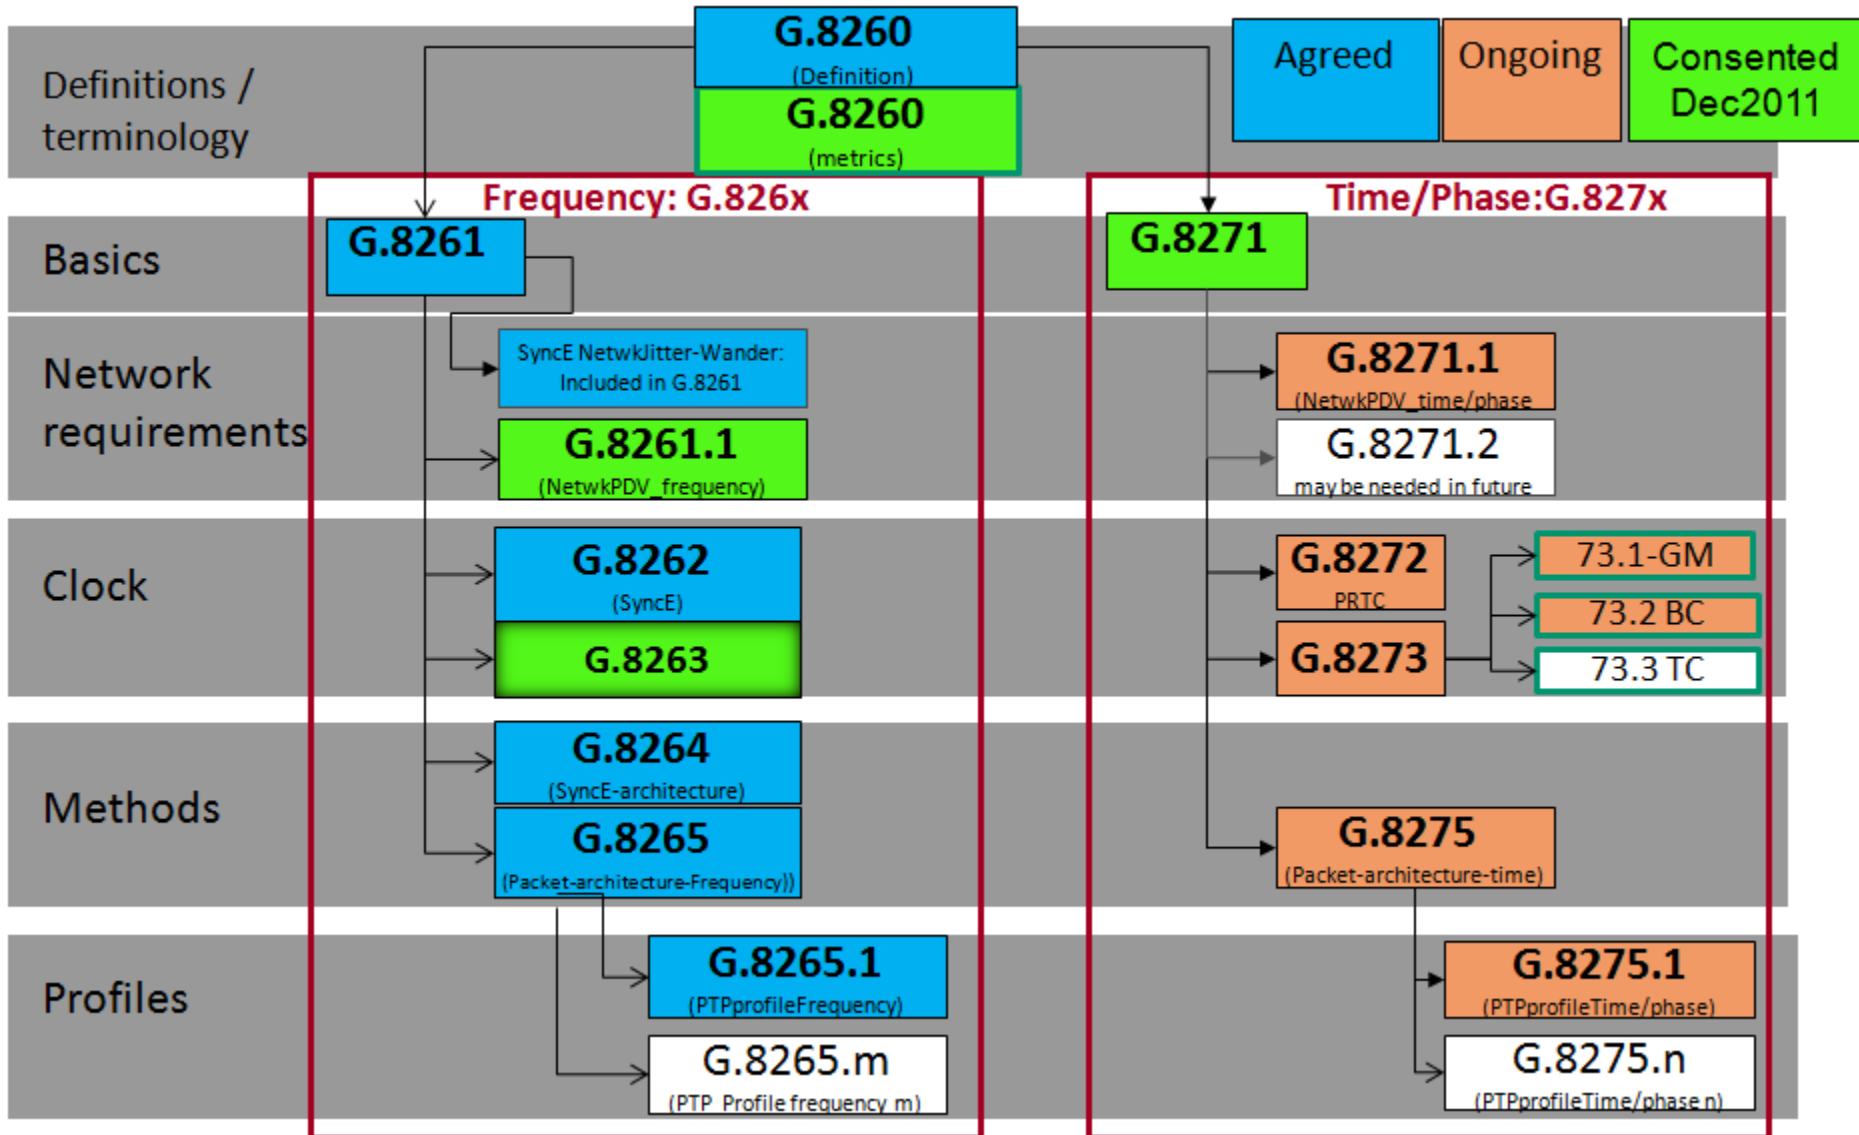 G.8260
(Definition)
G.8260
(metrics)
Agreed
Ongoing
Consented
Dec2011
Definitions /
terminology
Frequency: G.826x
Time/Phase:G.827x
Basics
G.8261
G.8271
Network
requirements
SyncE NetwkJitter-Wander:
Included in G.8261
G.8261.1
(NetwkPDV_frequency)
G.8271.1
(NetwkPDV_time/phase
G.8271.2
may be needed in future
Clock
G.8262
(SyncE)
G.8263
G.8272
PRTC
G.8273
73.1-GM
73.2 BC
73.3 TC
Methods
G.8264
(SyncE-architecture)
G.8265
(Packet-architecture-Frequency))
G.8275
(Packet-architecture-time)
Profiles
G.8265.1
(PTPprofileFrequency)
G.8265.m
(PTP Profile frequency m)
G.8275.1
(PTPprofileTime/phase)
G.8275.n
(PTPprofileTime/phase n)